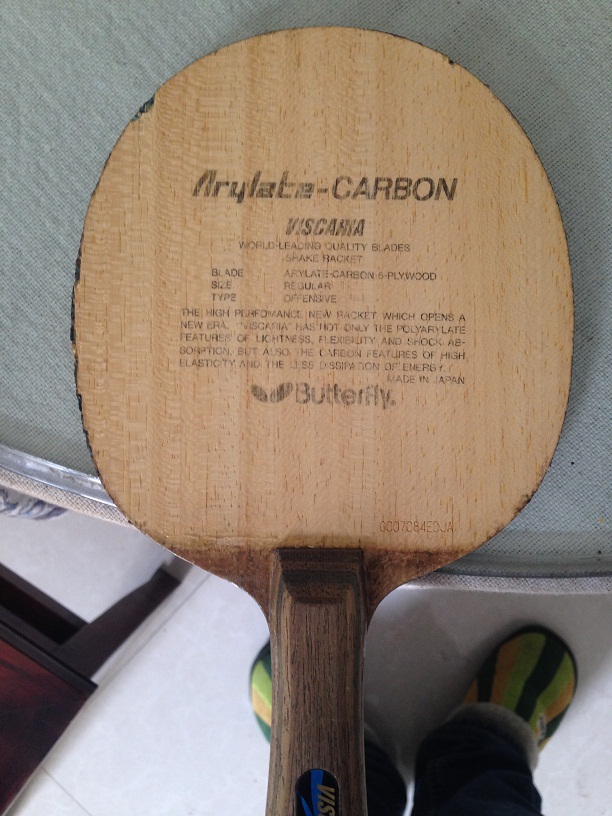 Arylate-CARBON
VISCARIA
WORLD-LEADING QUALITY BLADES
SHAKE RACKET
BLADE ARYLATE-CARBON 5-PLYWOOD
SIZE REGULAR
TYPE OFFENSIVE
THE HIGH PERFORMANCE NEW RACKET WHICH OPENS A
NEW ERA. "VISCARIA" HAS NOT ONLY THE POLYARYLATE
FEATURES OF LIGHTNESS, FLEXIBILITY AND SHOCK AB-
SORPTION, BUT ALSO THE CARBON FEATURES OF HIGH
ELASTICITY AND THE LESS DISSIPATION OF ENERGY.
MADE IN JAPAN
Butterfly.
VIS